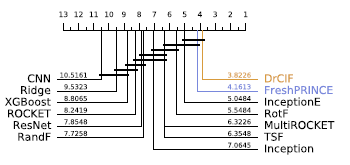 13 12 11 10 9 8 7 6 5 4 3 2 1
CNN 10.5161 3.8226 DrCIF
Ridge 9.5323 4.1613 FreshPRINCE
XGBoost 8.8065 5.0484 InceptionE
ROCKET 8.2419 5.5484 RotF
ResNet 7.8548 6.3226 MultiROCKET
RandF 7.7258 6.3548 TSF
7.0645 Inception